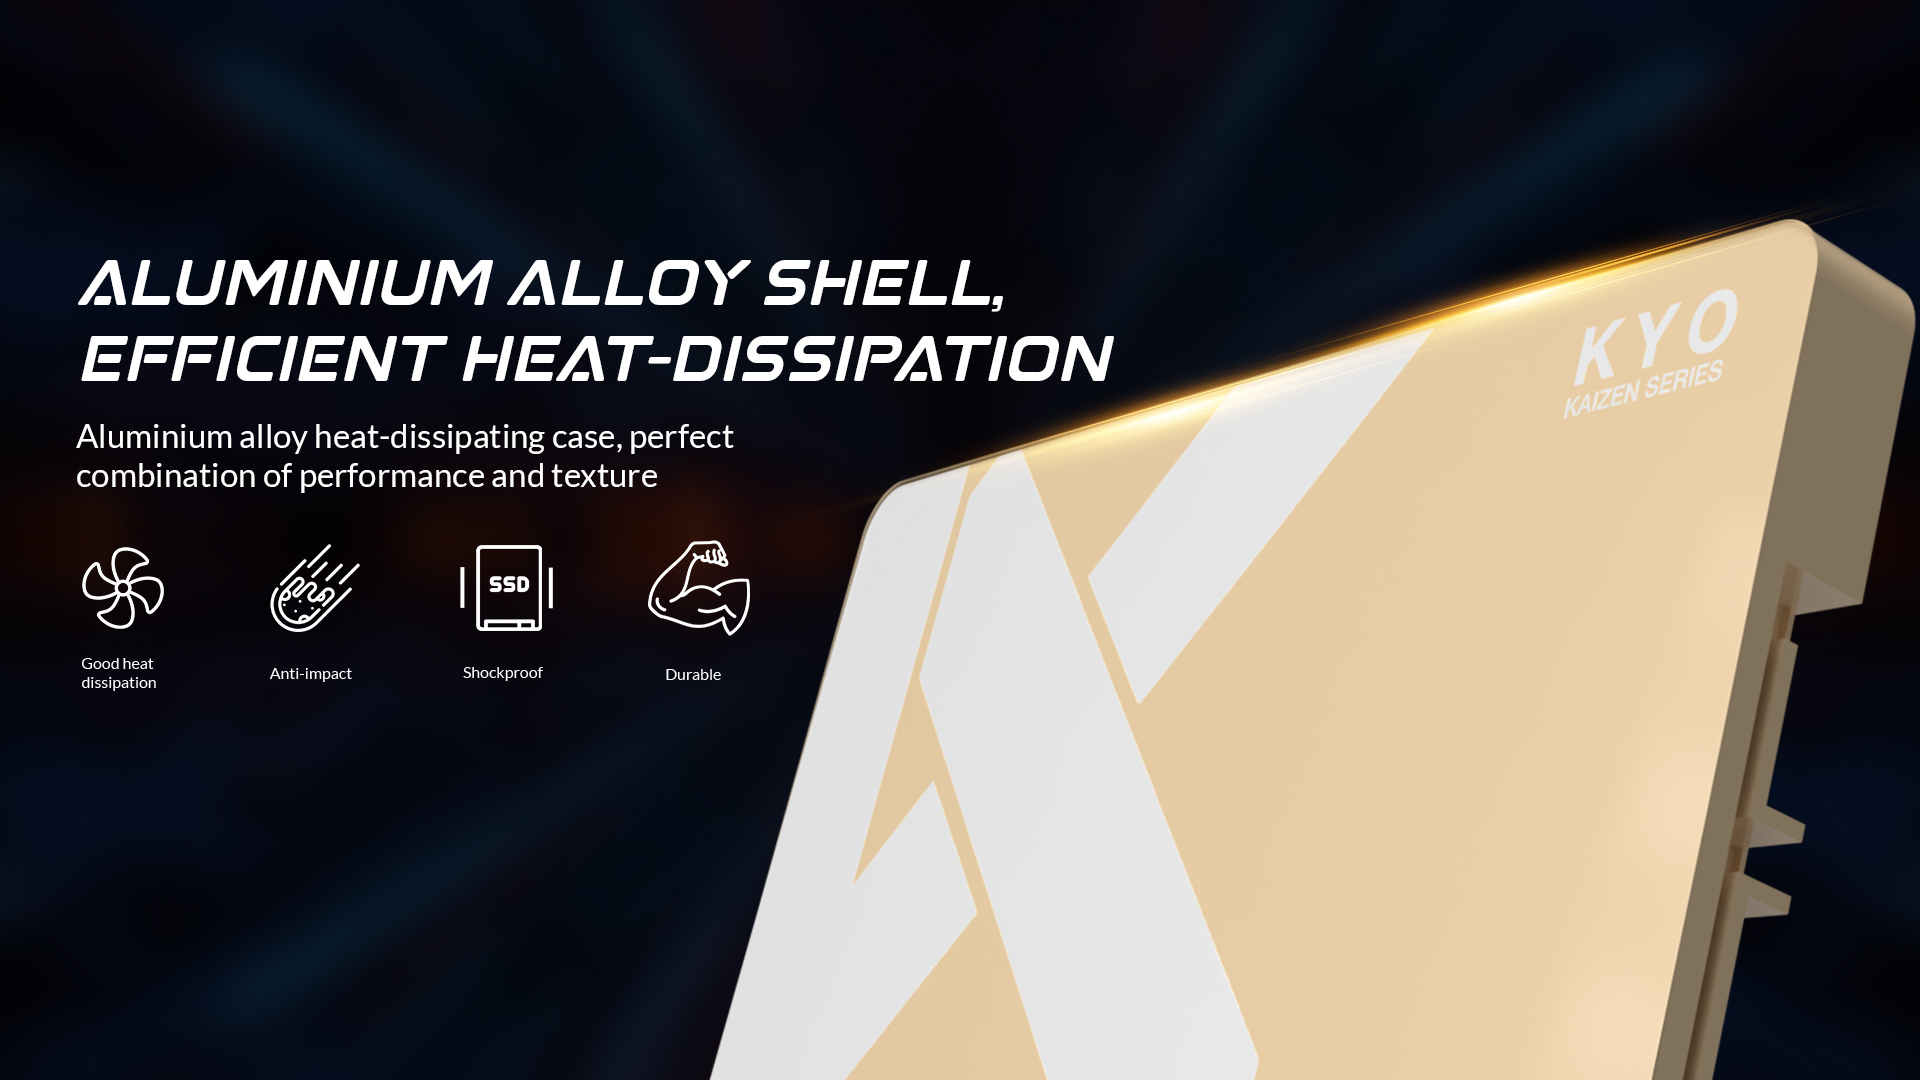 ALUMINIUM ALLOY SHELL,
EFFICIENT HEAT-DISSIPATION
Aluminium alloy heat-dissipating case, perfect
combination of performance and texture
SSD
Good heat
dissipation
Anti-impact
Shockproof
Durable
KYO
KAIZEN SERIES